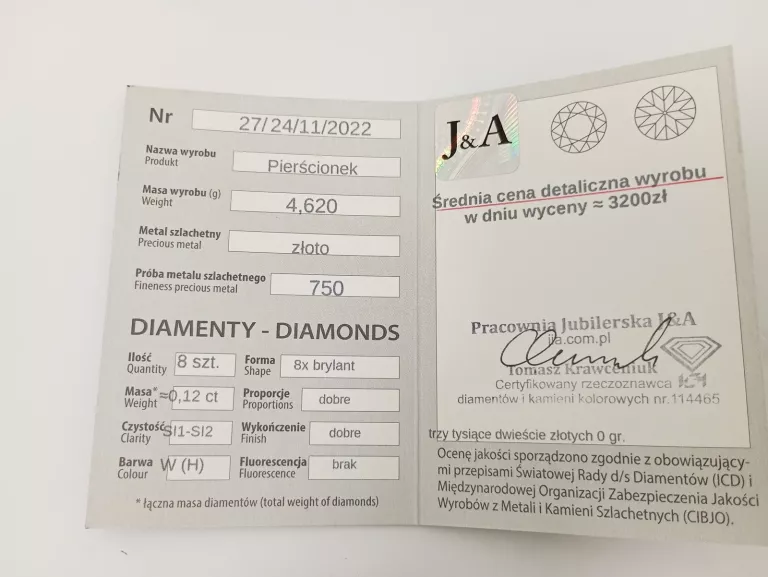 Nr 27/24/11/2022
Nazwa wyrobu
Produkt
Pierścionek
Masa wyrobu (g)
Weight
4,620
Metal szlachetny
Precious metal
złoto
Próba metalu szlachetnego
Fineness precious metal
750
DIAMENTY - DIAMONDS
Ilość
Quantity
8 szt.
Forma
Shape
8x brylant
Masa*
Weight
≈0,12 ct
Proporcje
Proportions
dobre
Czystość
Clarity
SI1-SI2
Wykończenie
Finish
dobre
Barwa
Colour
W (H)
Fluorescencja
Fluorescence
brak
* łączna masa diamentów (total weight of diamonds)
J&A
Średnia cena detaliczna wyrobu
w dniu wyceny ≈ 3200zł
Pracownia Jubilerska J&A
Tomasz Krawceniuk
Certyfikowany rzeczoznawca
diamentów i kamieni kolorowych nr.114465
trzy tysiące dwieście złotych 0 gr.
Ocenę jakości sporządzono zgodnie z obowiązujący-
mi przepisami Światowej Rady d/s Diamentów (ICD) i
Międzynarodowej Organizacji Zabezpieczenia Jakości
Wyrobów z Metali i Kamieni Szlachetnych (CIBJO).